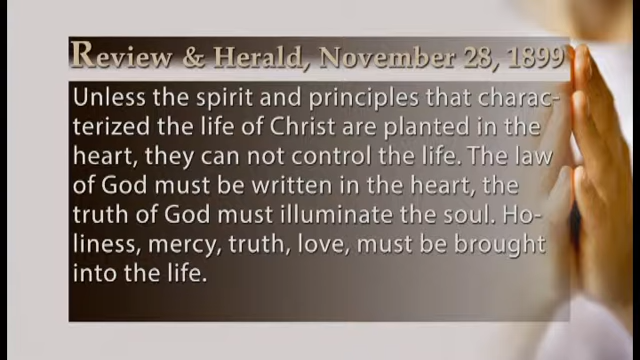 Review & Herald, November 28, 1899
Unless the spirit and principles that charac-
terized the life of Christ are planted in the
heart, they can not control the life. The law
of God must be written in the heart, the
truth of God must illuminate the soul. Ho-
liness, mercy, truth, love, must be brought
into the life.